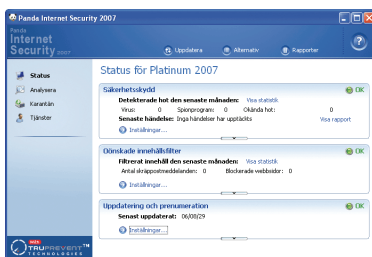 Panda Internet Security 2007
Panda
Internet
Security 2007
Uppdatera
Alternativ
Rapporter
?
Status
Analysera
Karantän
Tjänster
Status för Platinum 2007
Säkerhetsskydd
OK
Detekterade hot den senaste månaden: Visa statistik
Virus: 0 Spionprogram: 0 Okända hot: 0
Senaste händelse: Inga händelser har upptäckts Visa rapport
Inställningar...
Oönskade innehållsfilter
OK
Filtrerat innehåll den senaste månaden: Visa statistik
Antal skräppostmeddelanden: 0 Blockerade webbsidor: 0
Inställningar...
Uppdatering och prenumeration
OK
Senast uppdaterat: 06/00/29
Inställningar...
TRUPREVENT™
TECHNOLOGIES